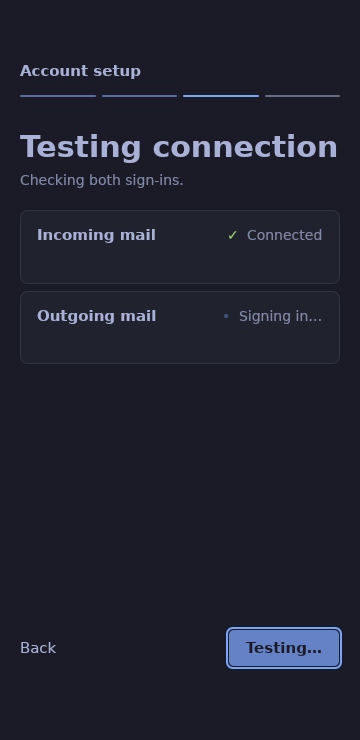 Account setup
Testing connection
Checking both sign-ins.
Incoming mail ✓ Connected
Outgoing mail • Signing in...
Back Testing...